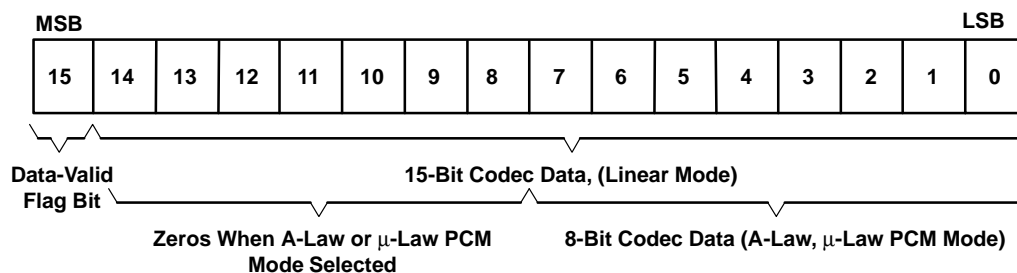 MSB LSB
15 14 13 12 11 10 9 8 7 6 5 4 3 2 1 0
Data-Valid
Flag Bit
15-Bit Codec Data, (Linear Mode)
Zeros When A-Law or μ-Law PCM
Mode Selected
8-Bit Codec Data (A-Law, μ-Law PCM Mode)